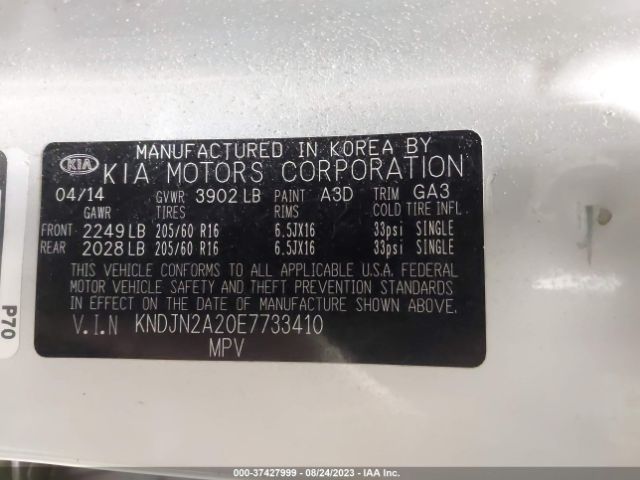 MANUFACTURED IN KOREA BY
KIA KIA MOTORS CORPORATION
04/14 GVWR 3902 LB PAINT A3D TRIM GA3
GAWR TIRES RIMS COLD TIRE INFL.
FRONT 2249 LB 205/60 R16 6.5JX16 33psi SINGLE
REAR 2028 LB 205/60 R16 6.5JX16 33psi SINGLE
THIS VEHICLE CONFORMS TO ALL APPLICABLE U.S.A. FEDERAL
MOTOR VEHICLE SAFETY AND THEFT PREVENTION STANDARDS
IN EFFECT ON THE DATE OF MANUFACTURE SHOWN ABOVE.
V.I.N KNDJN2A20E7733410
MPV
P70
000-37427999 - 08/24/2023 - COPYRIGHT IAA